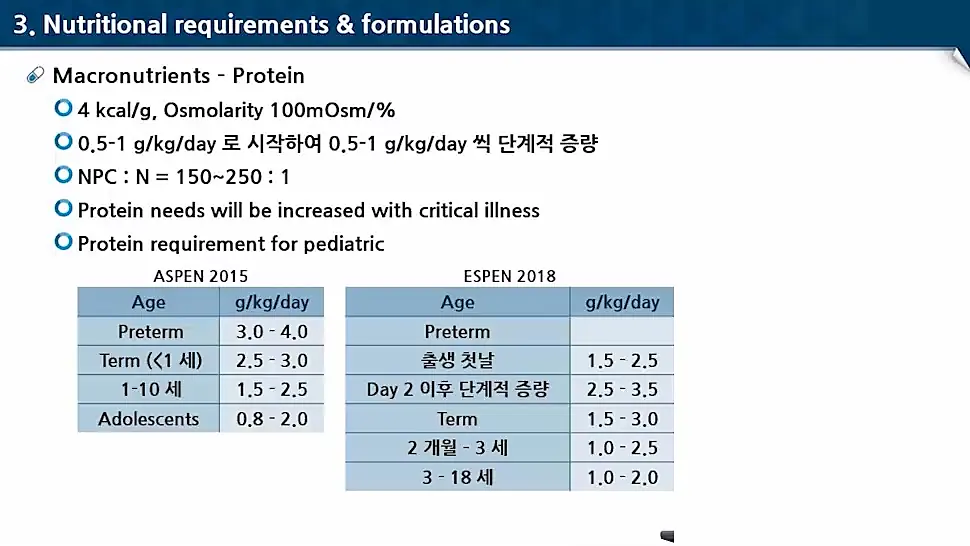 3. Nutritional requirements & formulations
Macronutrients - Protein
4 kcal/g, Osmolarity 100mOsm/%
0.5-1 g/kg/day 로 시작하여 0.5-1 g/kg/day 씩 단계적 증량
NPC : N = 150~250 : 1
Protein needs will be increased with critical illness
Protein requirement for pediatric
ASPEN 2015
Age g/kg/day
Preterm 3.0 - 4.0
Term (<1 세) 2.5 - 3.0
1-10 세 1.5 - 2.5
Adolescents 0.8 - 2.0
ESPEN 2018
Age g/kg/day
Preterm
출생 첫날 1.5 - 2.5
Day 2 이후 단계적 증량 2.5 - 3.5
Term 1.5 - 3.0
2 개월 - 3 세 1.0 - 2.5
3 - 18 세 1.0 - 2.0